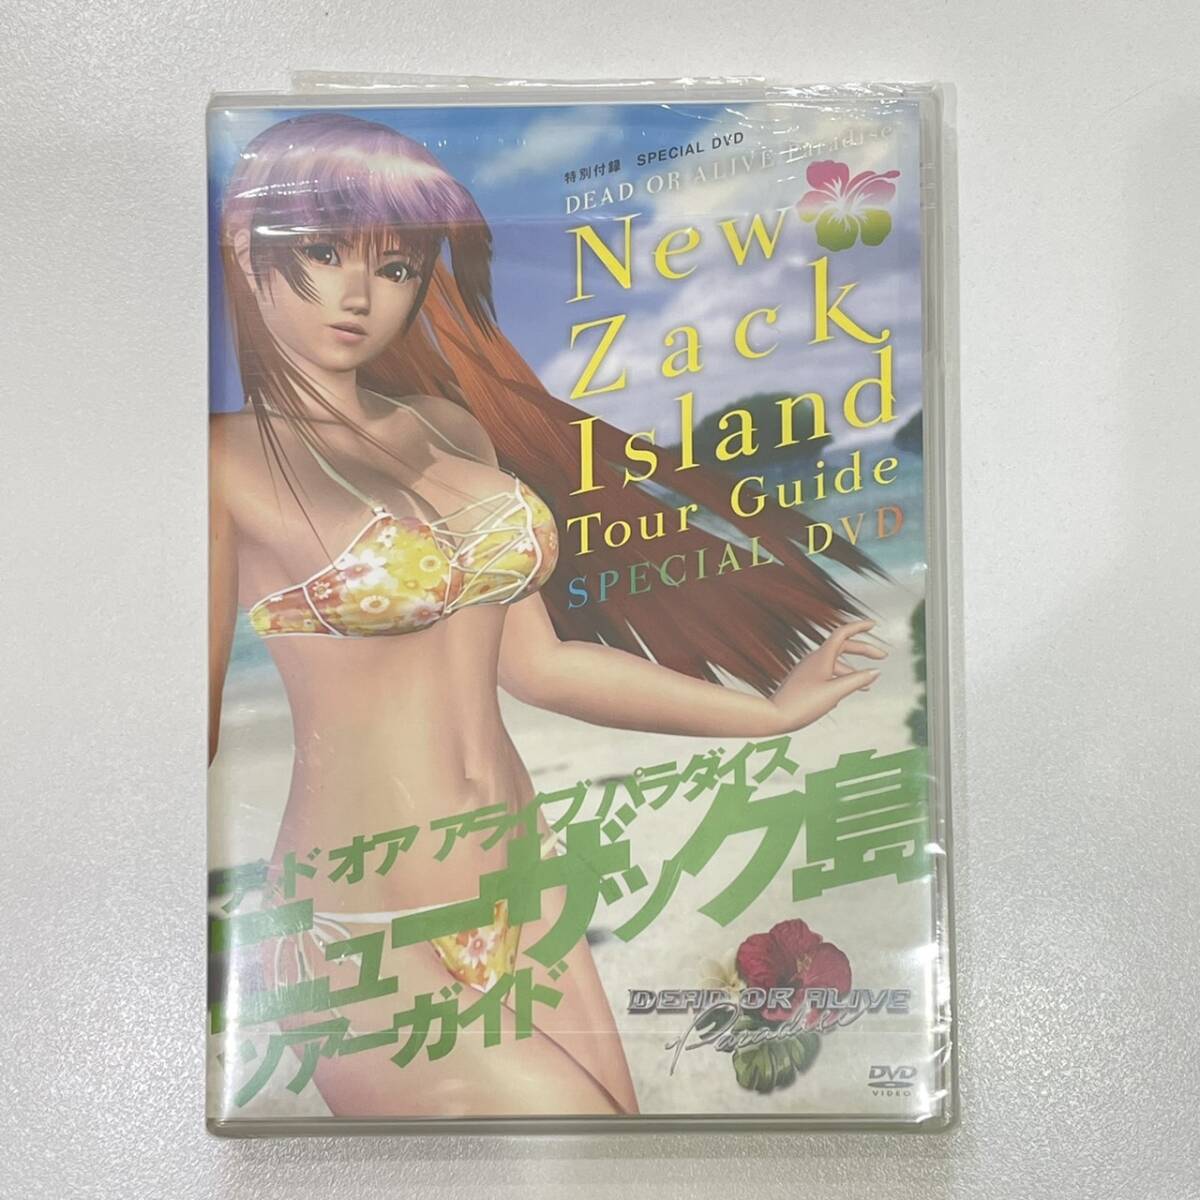 特別付録 SPECIAL DVD
DEAD OR ALIVE Paradise
New
Zack
Island
Tour Guide
SPECIAL DVD
デッド オア アライブ パラダイス
ニューザック島
ツアーガイド
DEAD OR ALIVE
Paradise
DVD
VIDEO